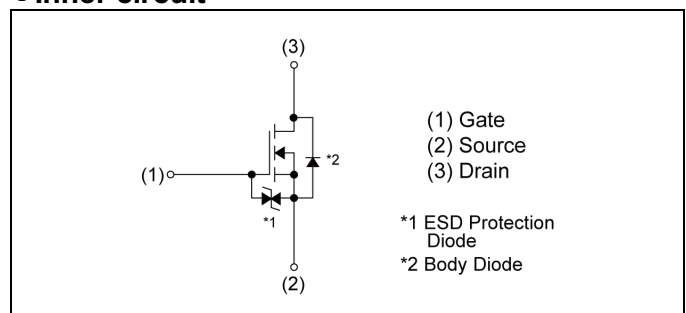 Inner circuit
(3)
(1) Gate
(2) Source
(3) Drain
*2
(1)
*1
*1 ESD Protection
Diode
*2 Body Diode
(2)